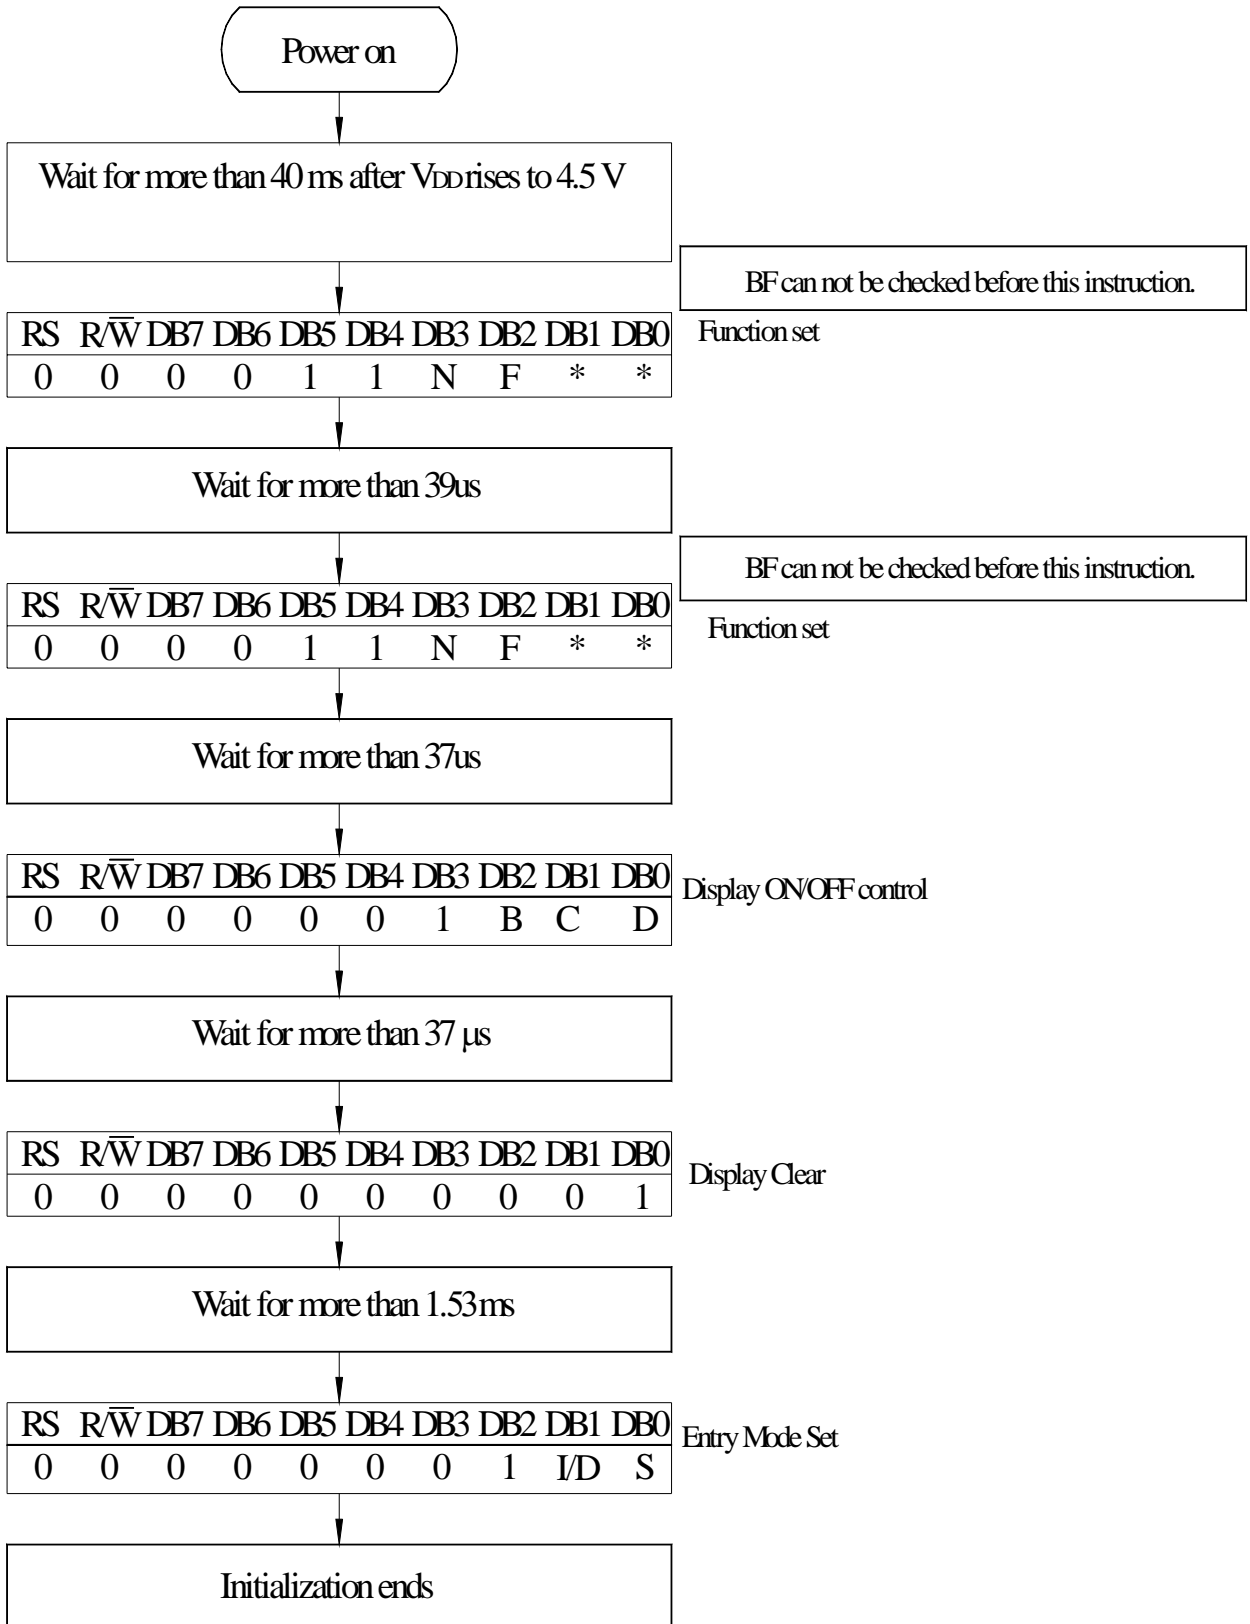 Power on
Wait for more than 40 ms after VDD rises to 4.5 V
BF can not be checked before this instruction.
RS R/W̅ DB7 DB6 DB5 DB4 DB3 DB2 DB1 DB0
Function set
0 0 0 0 1 1 N F * *
Wait for more than 39us
BF can not be checked before this instruction.
RS R/W̅ DB7 DB6 DB5 DB4 DB3 DB2 DB1 DB0
Function set
0 0 0 0 1 1 N F * *
Wait for more than 37us
RS R/W̅ DB7 DB6 DB5 DB4 DB3 DB2 DB1 DB0
Display ON/OFF control
0 0 0 0 0 0 1 B C D
Wait for more than 37 μs
RS R/W̅ DB7 DB6 DB5 DB4 DB3 DB2 DB1 DB0
Display Clear
0 0 0 0 0 0 0 0 0 1
Wait for more than 1.53ms
RS R/W̅ DB7 DB6 DB5 DB4 DB3 DB2 DB1 DB0
Entry Mode Set
0 0 0 0 0 0 0 1 I/D S
Initialization ends